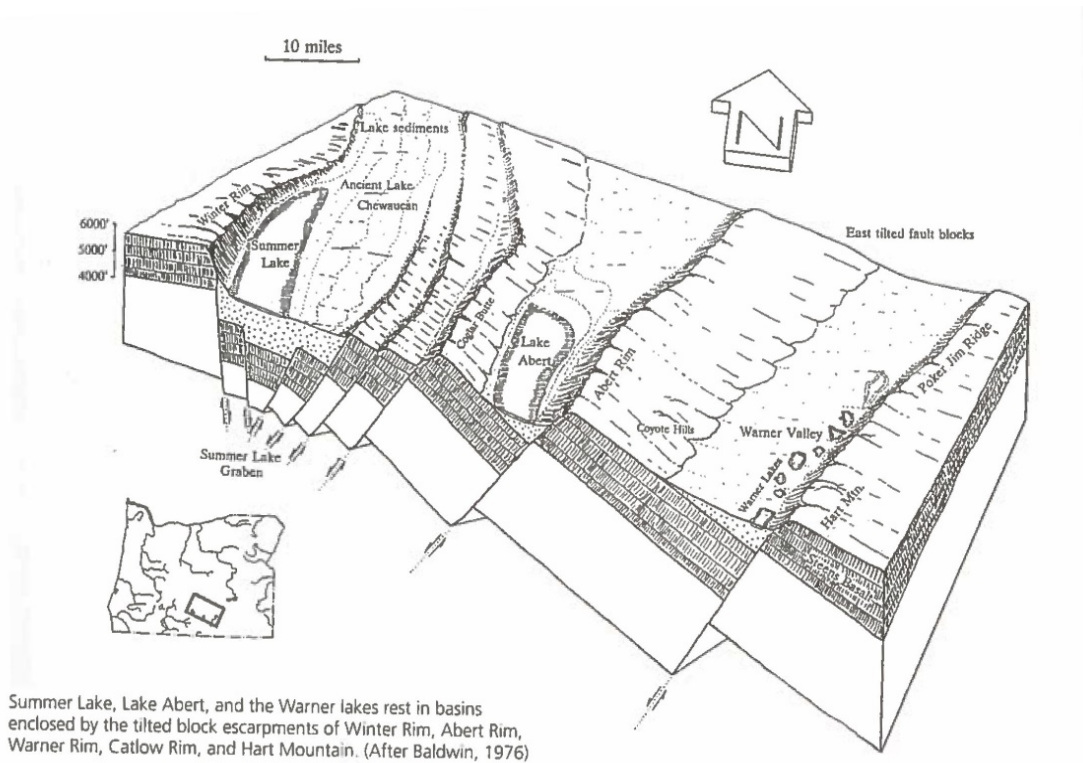 10 miles
N
Lake sediments
Ancient Lake
Chewaucan
Winter Rim
6000'
5000'
4000'
Summer
Lake
East tilted fault blocks
Poker Jim Ridge
Coglan Butte
Lake
Abert
Abert Rim
Coyote Hills
Warner Valley
Warner Lakes
Hart Mtn.
Steens Basalt
Summer Lake
Graben
Summer Lake, Lake Abert, and the Warner lakes rest in basins
enclosed by the tilted block escarpments of Winter Rim, Abert Rim,
Warner Rim, Catlow Rim, and Hart Mountain. (After Baldwin, 1976)